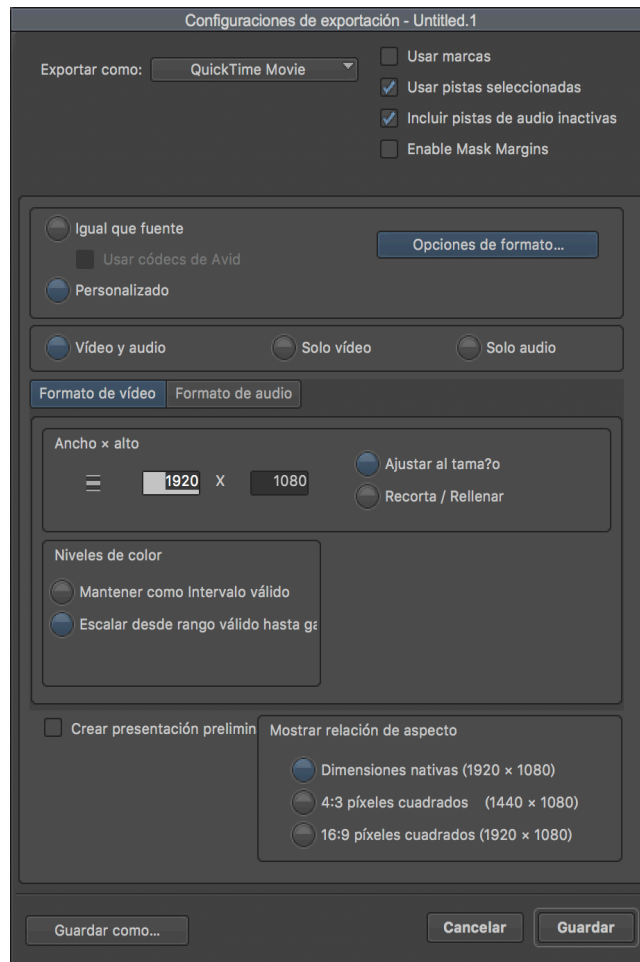 Configuraciones de exportación - Untitled.1
Exportar como: QuickTime Movie
Usar marcas
Usar pistas seleccionadas
Incluir pistas de audio inactivas
Enable Mask Margins
Igual que fuente
Usar códecs de Avid
Opciones de formato...
Personalizado
Vídeo y audio Solo vídeo Solo audio
Formato de vídeo Formato de audio
Ancho × alto
1920 X 1080
Ajustar al tama?o
Recorta / Rellenar
Niveles de color
Mantener como Intervalo válido
Escalar desde rango válido hasta ga
Crear presentación prelimin
Mostrar relación de aspecto
Dimensiones nativas (1920 × 1080)
4:3 píxeles cuadrados (1440 × 1080)
16:9 píxeles cuadrados (1920 × 1080)
Guardar como... Cancelar Guardar